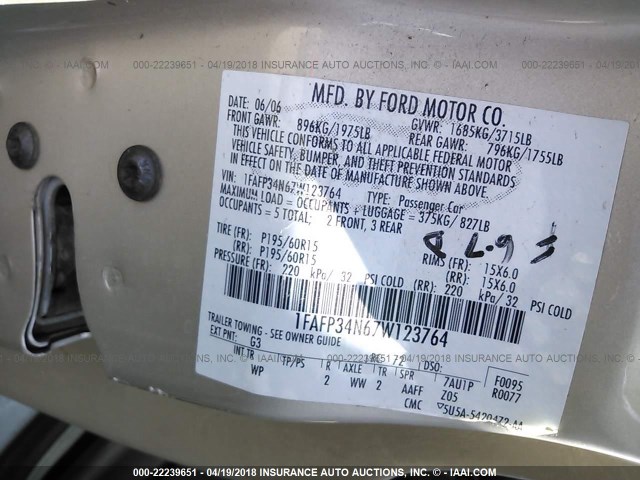 000-22239651 - 04/19/2018 INSURANCE AUTO AUCTIONS, INC. - © IAAI.COM
MFD. BY FORD MOTOR CO.
DATE: 06/06 GVWR: 1685KG/3715LB
FRONT GAWR: 896KG/1975LB REAR GAWR: 796KG/1755LB
THIS VEHICLE CONFORMS TO ALL APPLICABLE FEDERAL MOTOR
VEHICLE SAFETY, BUMPER, AND THEFT PREVENTION STANDARDS
IN EFFECT ON THE DATE OF MANUFACTURE SHOWN ABOVE.
VIN: 1FAFP34N67W123764 TYPE: Passenger Car
MAXIMUM LOAD = OCCUPANTS + LUGGAGE = 375KG/ 827LB
OCCUPANTS = 5 TOTAL; 2 FRONT, 3 REAR
TIRE (FR): P195/60R15 RIMS (FR): 15X6.0
(RR): P195/60R15 (RR): 15X6.0
PRESSURE (FR): 220 kPa/ 32 PSI COLD (RR): 220 kPa/ 32 PSI COLD
1FAFP34N67W123764
TRAILER TOWING - SEE OWNER GUIDE
EXT PNT: G3 RC: 72 DSO: F0095
INT TR TP/PS R AXLE TR SPR 7AU1P R0077
WP 2 WW 2 AAFF Z05
CMC 5U5A-5420472-AA
000-22239651 - 04/19/2018 INSURANCE AUTO AUCTIONS, INC. - © IAAI.COM